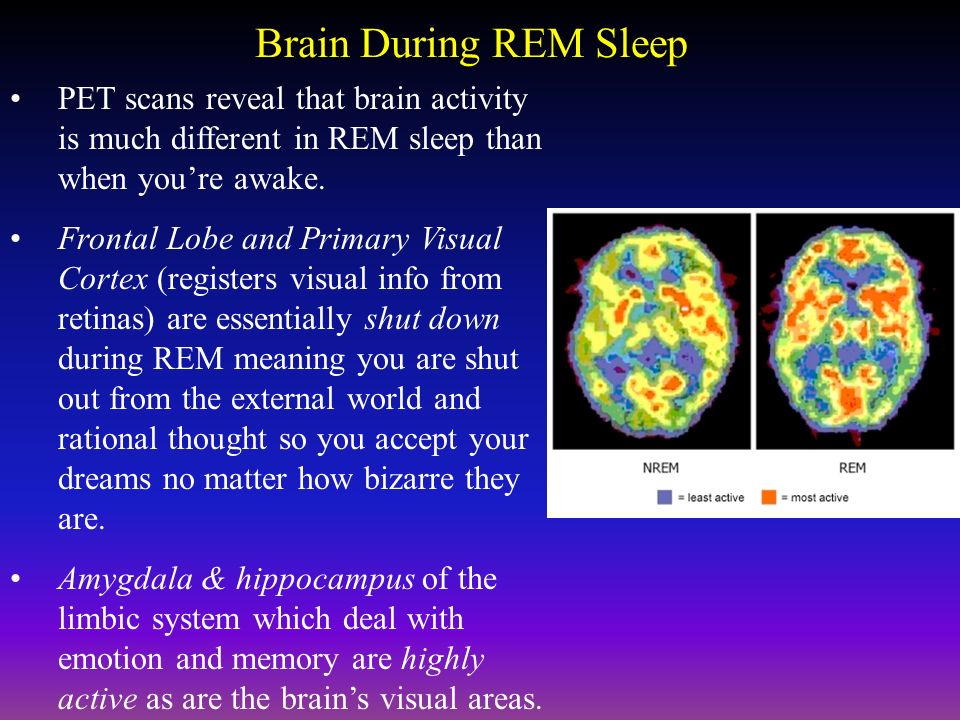 Brain During REM Sleep
• PET scans reveal that brain activity
is much different in REM sleep than
when you’re awake.
• Frontal Lobe and Primary Visual
Cortex (registers visual info from
retinas) are essentially shut down
during REM meaning you are shut
out from the external world and
rational thought so you accept your
dreams no matter how bizarre they
are.
• Amygdala & hippocampus of the
limbic system which deal with
emotion and memory are highly
active as are the brain’s visual areas.
NREM
REM
= least active
= most active